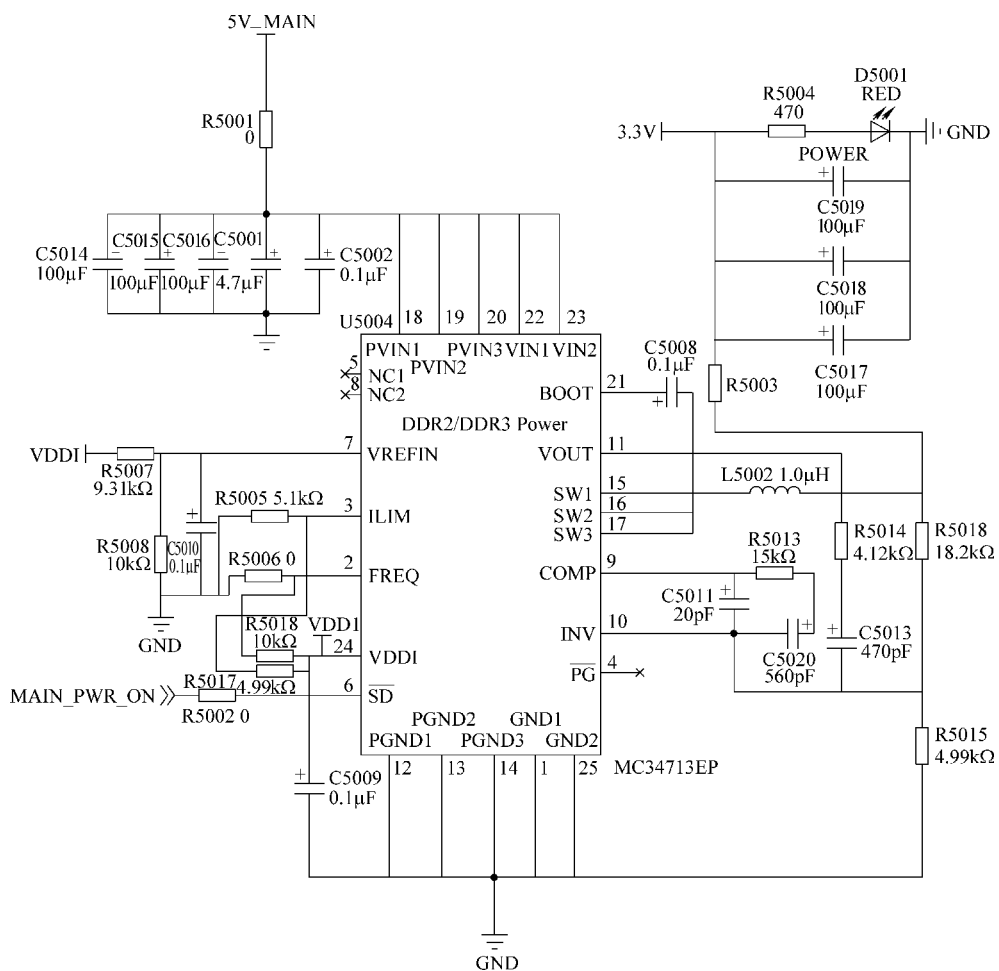 5V_MAIN
R5001
0
C5014
100μF
C5015
100μF
C5016
100μF
C5001
4.7μF
C5002
0.1μF
3.3V
R5004
470
D5001
RED
GND
POWER
C5019
100μF
C5018
100μF
C5017
100μF
R5003
U5004
18
19
20
22
23
PVIN1
PVIN2
PVIN3
VIN1
VIN2
5
NC1
8
NC2
DDR2/DDR3 Power
BOOT
21
C5008
0.1μF
VDDI
R5007
9.31kΩ
7
VREFIN
VOUT
11
R5008
10kΩ
C5010
0.1μF
R5005 5.1kΩ
3
ILIM
SW1
15
L5002 1.0μH
SW2
16
SW3
17
R5006 0
2
FREQ
COMP
9
R5013
15kΩ
R5014
4.12kΩ
R5018
18.2kΩ
C5011
20pF
GND
R5018
10kΩ
VDD1
24
VDDI
INV
10
C5020
560pF
C5013
470pF
R5017
4.99kΩ
PG
4
MAIN_PWR_ON
R5002 0
6
SD
PGND1
PGND2
PGND3
GND1
GND2
12
13
14
1
25
MC34713EP
R5015
4.99kΩ
C5009
0.1μF
GND